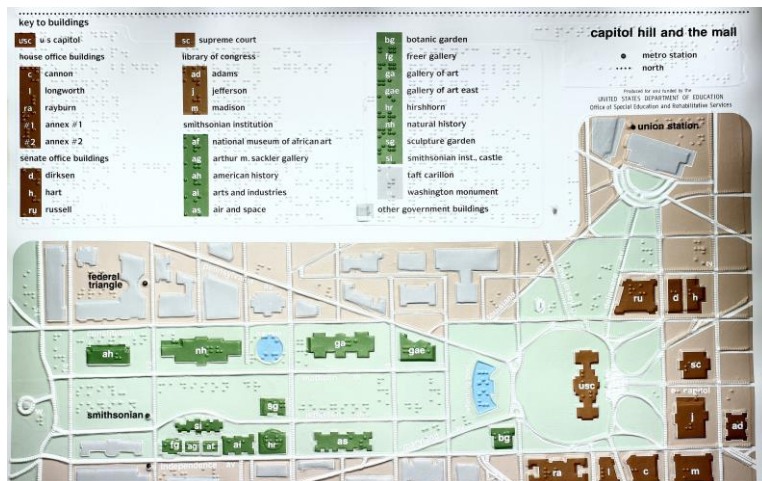 key to buildings
usc u s capitol
house office buildings
c cannon
l longworth
ra rayburn
#1 annex #1
#2 annex #2
senate office buildings
d dirksen
h hart
ru russell
sc supreme court
library of congress
ad adams
j jefferson
m madison
smithsonian institution
af national museum of african art
ag arthur m. sackler gallery
ah american history
ai arts and industries
as air and space
bg botanic garden
fg freer gallery
ga gallery of art
gae gallery of art east
hr hirshhorn
nh natural history
sg sculpture garden
si smithsonian inst., castle
taft carillon
washington monument
other government buildings
capitol hill and the mall
metro station
north
Produced for and funded by the
UNITED STATES DEPARTMENT OF EDUCATION
Office of Special Education and Rehabilitative Services
union station
federal
triangle
ru d h
ah nh ga gae
usc sc
smithsonian sg
capitol
j
ad
si
fg ag af ai hr as bg
independence av
ra l c m